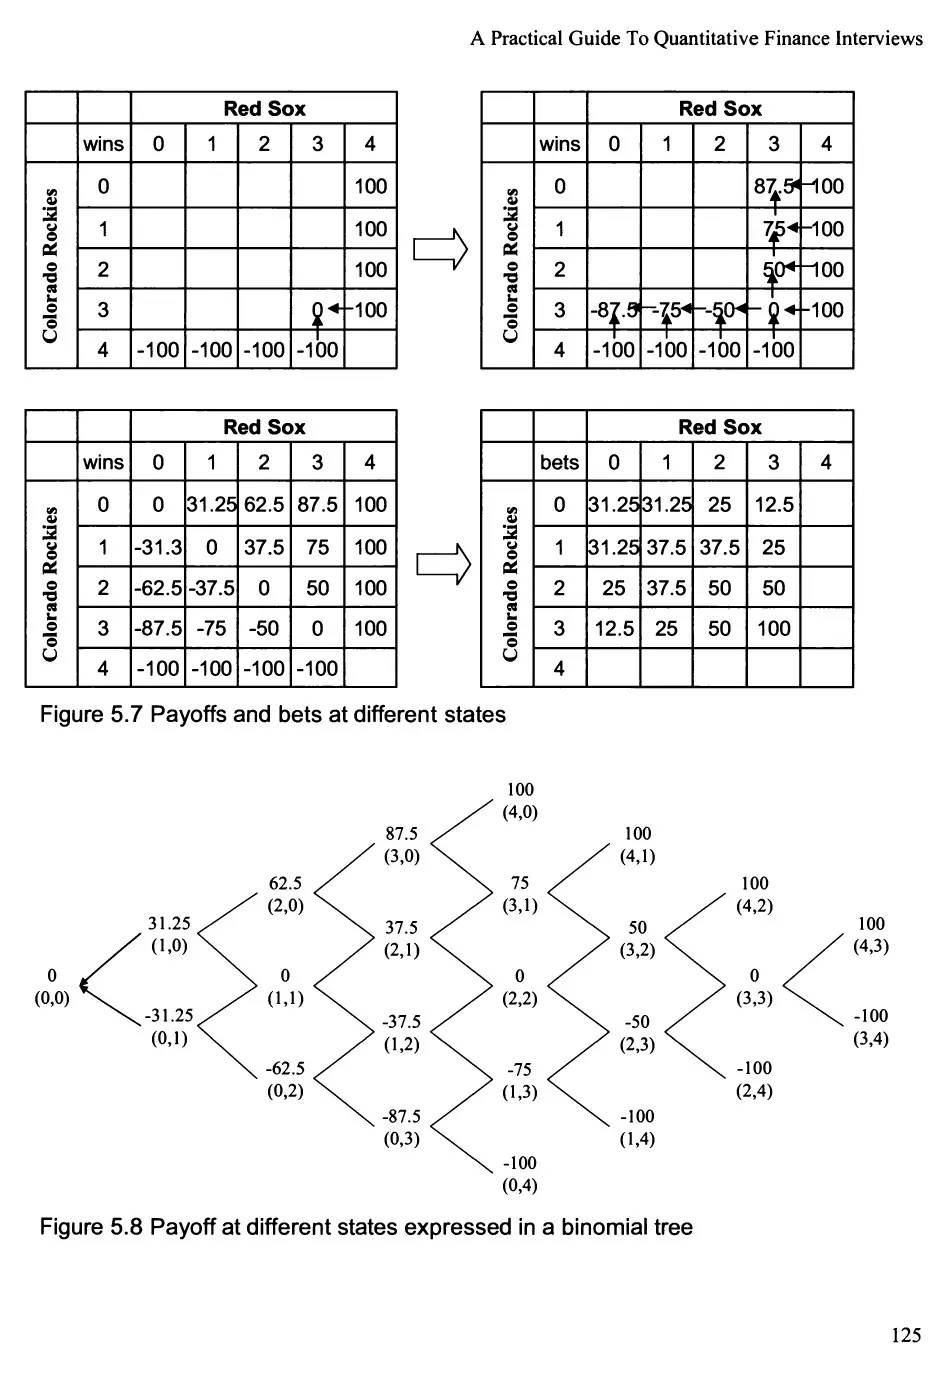 A Practical Guide To Quantitative Finance Interviews
Red Sox
wins 0 1 2 3 4
Colorado Rockies
0 100
1 100
2 100
3 0 100
4 -100 -100 -100 -100
Red Sox
wins 0 1 2 3 4
Colorado Rockies
0 87.5 100
1 75 100
2 50 100
3 -87.5 -75 -50 0 100
4 -100 -100 -100 -100
Red Sox
wins 0 1 2 3 4
Colorado Rockies
0 0 31.25 62.5 87.5 100
1 -31.3 0 37.5 75 100
2 -62.5 -37.5 0 50 100
3 -87.5 -75 -50 0 100
4 -100 -100 -100 -100
Red Sox
bets 0 1 2 3 4
Colorado Rockies
0 31.25 31.25 25 12.5
1 31.25 37.5 37.5 25
2 25 37.5 50 50
3 12.5 25 50 100
4
Figure 5.7 Payoffs and bets at different states
100
(4,0)
87.5
(3,0)
100
(4,1)
62.5
(2,0)
75
(3,1)
100
(4,2)
31.25
(1,0)
37.5
(2,1)
50
(3,2)
100
(4,3)
0
(0,0)
0
(1,1)
0
(2,2)
0
(3,3)
-31.25
(0,1)
-37.5
(1,2)
-50
(2,3)
-100
(3,4)
-62.5
(0,2)
-75
(1,3)
-100
(2,4)
-87.5
(0,3)
-100
(1,4)
-100
(0,4)
Figure 5.8 Payoff at different states expressed in a binomial tree
125